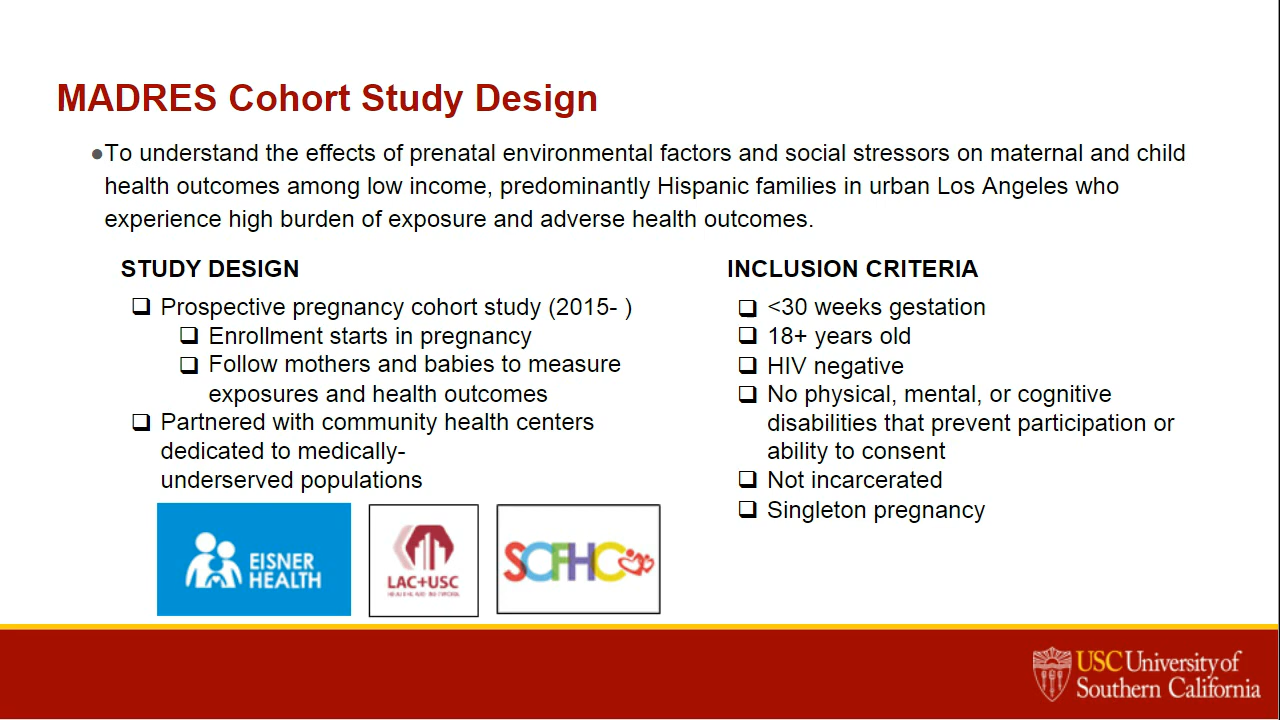 MADRES Cohort Study Design
●To understand the effects of prenatal environmental factors and social stressors on maternal and child
health outcomes among low income, predominantly Hispanic families in urban Los Angeles who
experience high burden of exposure and adverse health outcomes.
STUDY DESIGN
❑ Prospective pregnancy cohort study (2015- )
❑ Enrollment starts in pregnancy
❑ Follow mothers and babies to measure
exposures and health outcomes
❑ Partnered with community health centers
dedicated to medically-
underserved populations
EISNER
HEALTH
LAC+USC
SCFHC
INCLUSION CRITERIA
❑ <30 weeks gestation
❑ 18+ years old
❑ HIV negative
❑ No physical, mental, or cognitive
disabilities that prevent participation or
ability to consent
❑ Not incarcerated
❑ Singleton pregnancy
USC University of
Southern California